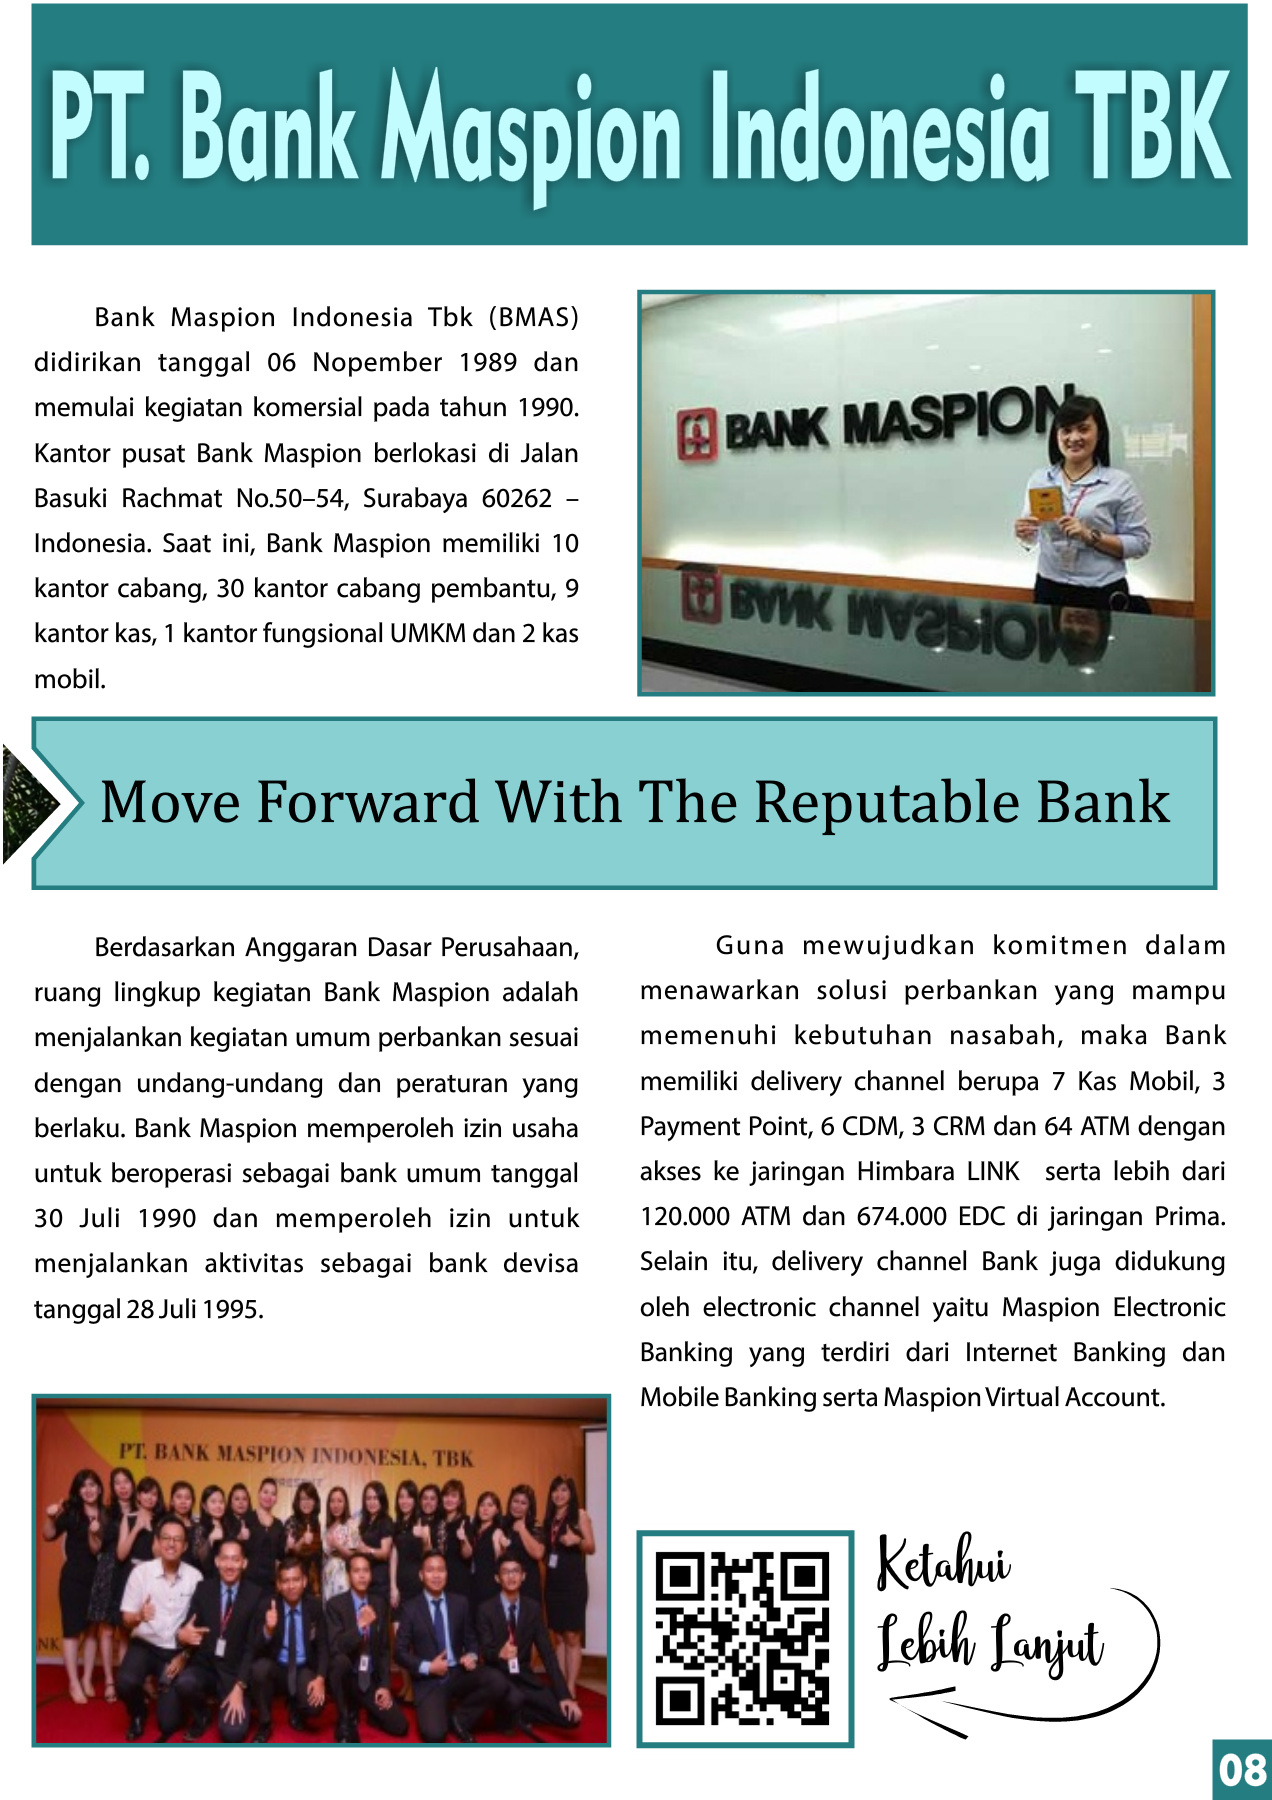 PT. Bank Maspion Indonesia TBK
Bank Maspion Indonesia Tbk (BMAS)
didirikan tanggal 06 Nopember 1989 dan
memulai kegiatan komersial pada tahun 1990.
Kantor pusat Bank Maspion berlokasi di Jalan
Basuki Rachmat No.50–54, Surabaya 60262 –
Indonesia. Saat ini, Bank Maspion memiliki 10
kantor cabang, 30 kantor cabang pembantu, 9
kantor kas, 1 kantor fungsional UMKM dan 2 kas
mobil.
BANK MASPION
Move Forward With The Reputable Bank
Berdasarkan Anggaran Dasar Perusahaan,
ruang lingkup kegiatan Bank Maspion adalah
menjalankan kegiatan umum perbankan sesuai
dengan undang-undang dan peraturan yang
berlaku. Bank Maspion memperoleh izin usaha
untuk beroperasi sebagai bank umum tanggal
30 Juli 1990 dan memperoleh izin untuk
menjalankan aktivitas sebagai bank devisa
tanggal 28 Juli 1995.
PT. BANK MASPION INDONESIA, TBK
PRESENT
NK
Guna mewujudkan komitmen dalam
menawarkan solusi perbankan yang mampu
memenuhi kebutuhan nasabah, maka Bank
memiliki delivery channel berupa 7 Kas Mobil, 3
Payment Point, 6 CDM, 3 CRM dan 64 ATM dengan
akses ke jaringan Himbara LINK serta lebih dari
120.000 ATM dan 674.000 EDC di jaringan Prima.
Selain itu, delivery channel Bank juga didukung
oleh electronic channel yaitu Maspion Electronic
Banking yang terdiri dari Internet Banking dan
Mobile Banking serta Maspion Virtual Account.
Ketahui
Lebih Lanjut
08